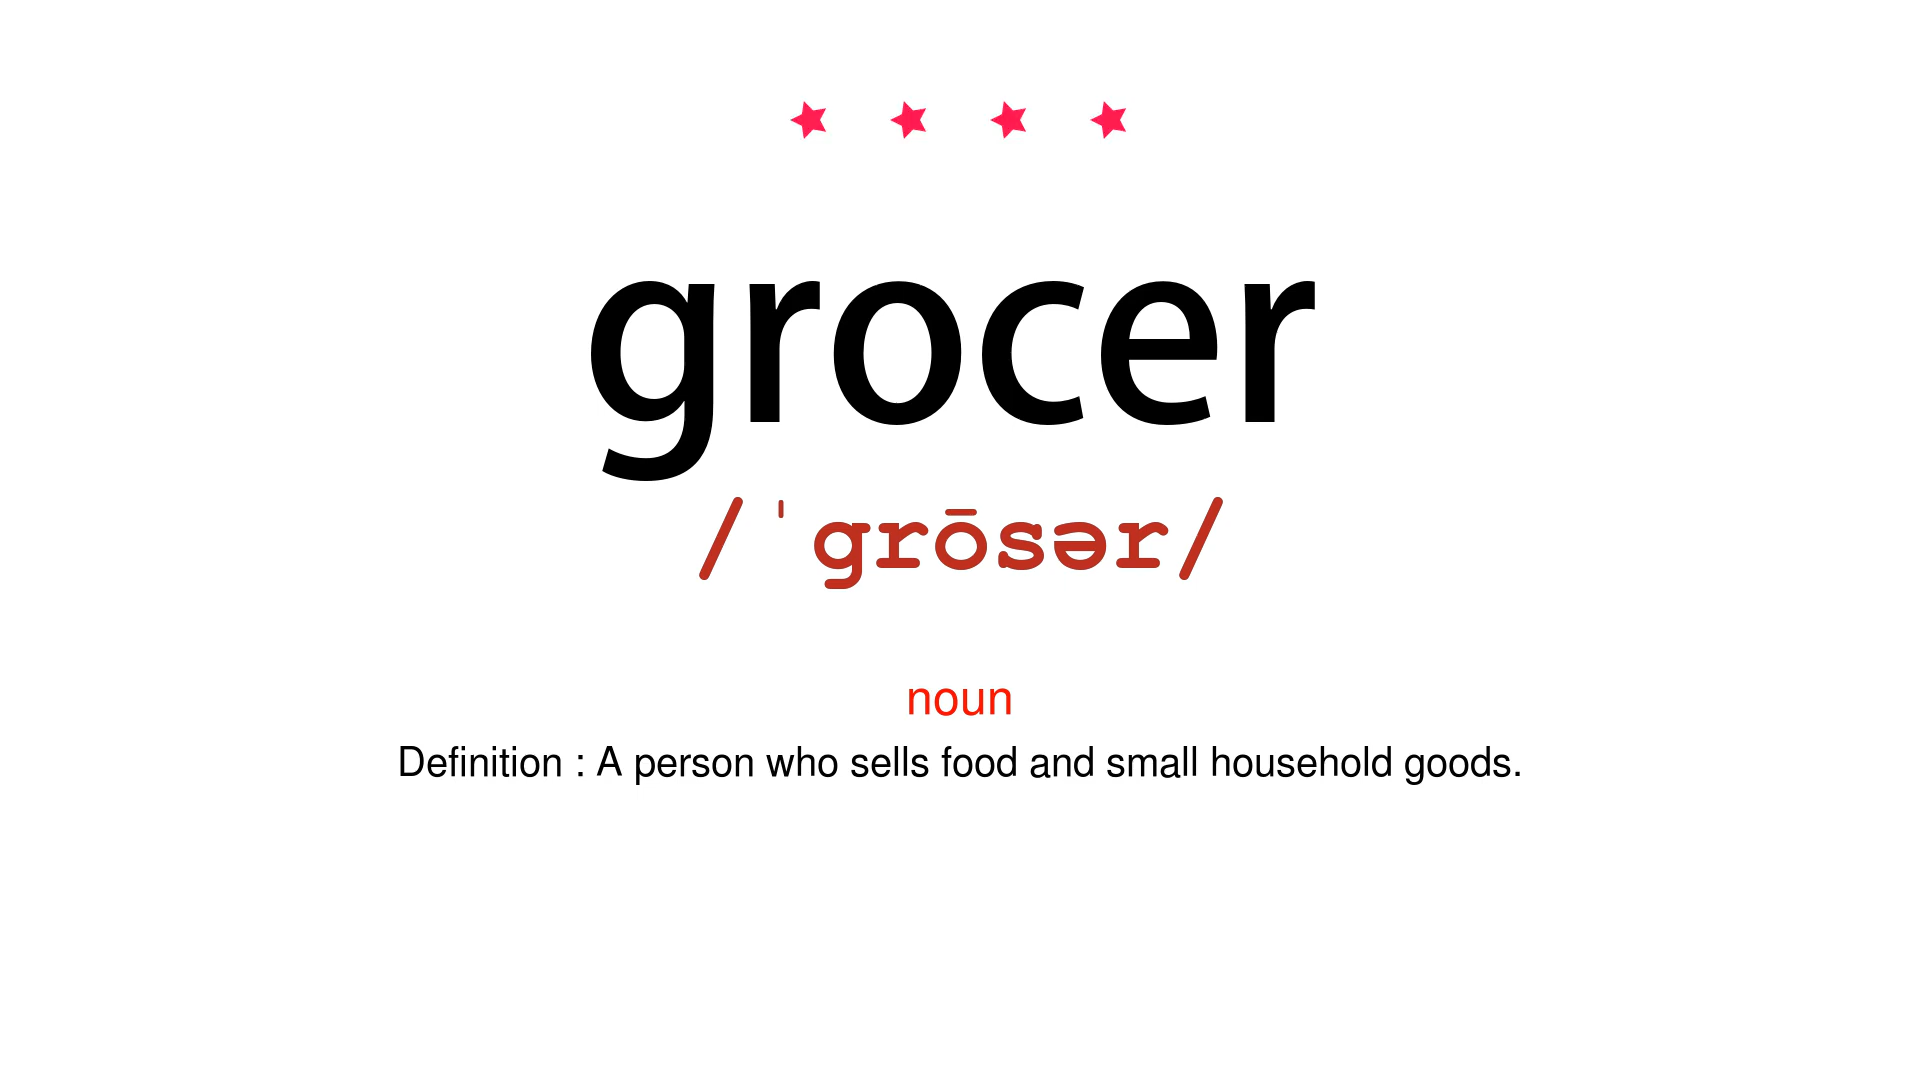 grocer
/ˈgrōsər/
noun
Definition : A person who sells food and small household goods.